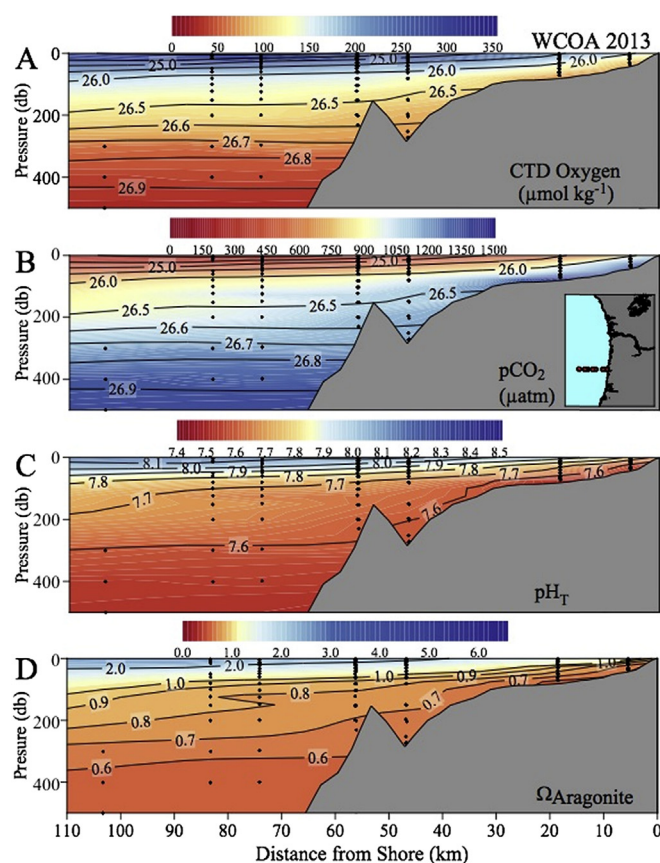 0 50 100 150 200 250 300 350
WCOA 2013
A
0
200
400
Pressure (db)
25.0 25.0 26.0
26.0 26.0
26.5 26.5 26.5
26.6
26.7
26.8
26.9
CTD Oxygen
(µmol kg-1)
0 150 300 450 600 750 900 1050 1200 1350 1500
B
0
200
400
Pressure (db)
25.0 25.0
26.0 26.0
26.5 26.5 26.5
26.6
26.7
26.8
26.9
pCO2
(µatm)
7.4 7.5 7.6 7.7 7.8 7.9 8.0 8.1 8.2 8.3 8.4 8.5
C
0
200
400
Pressure (db)
8.1 8.0 7.9 8.0 7.9 7.8
7.8 7.8 7.7 7.6
7.7 7.7
7.6 7.6
pHT
0.0 1.0 2.0 3.0 4.0 5.0 6.0
D
0
200
400
Pressure (db)
2.0 2.0 1.0
1.0 1.0 0.9
0.9 0.8 0.7
0.8 0.7
0.7
0.6 0.6
ΩAragonite
110 100 90 80 70 60 50 40 30 20 10 0
Distance from Shore (km)